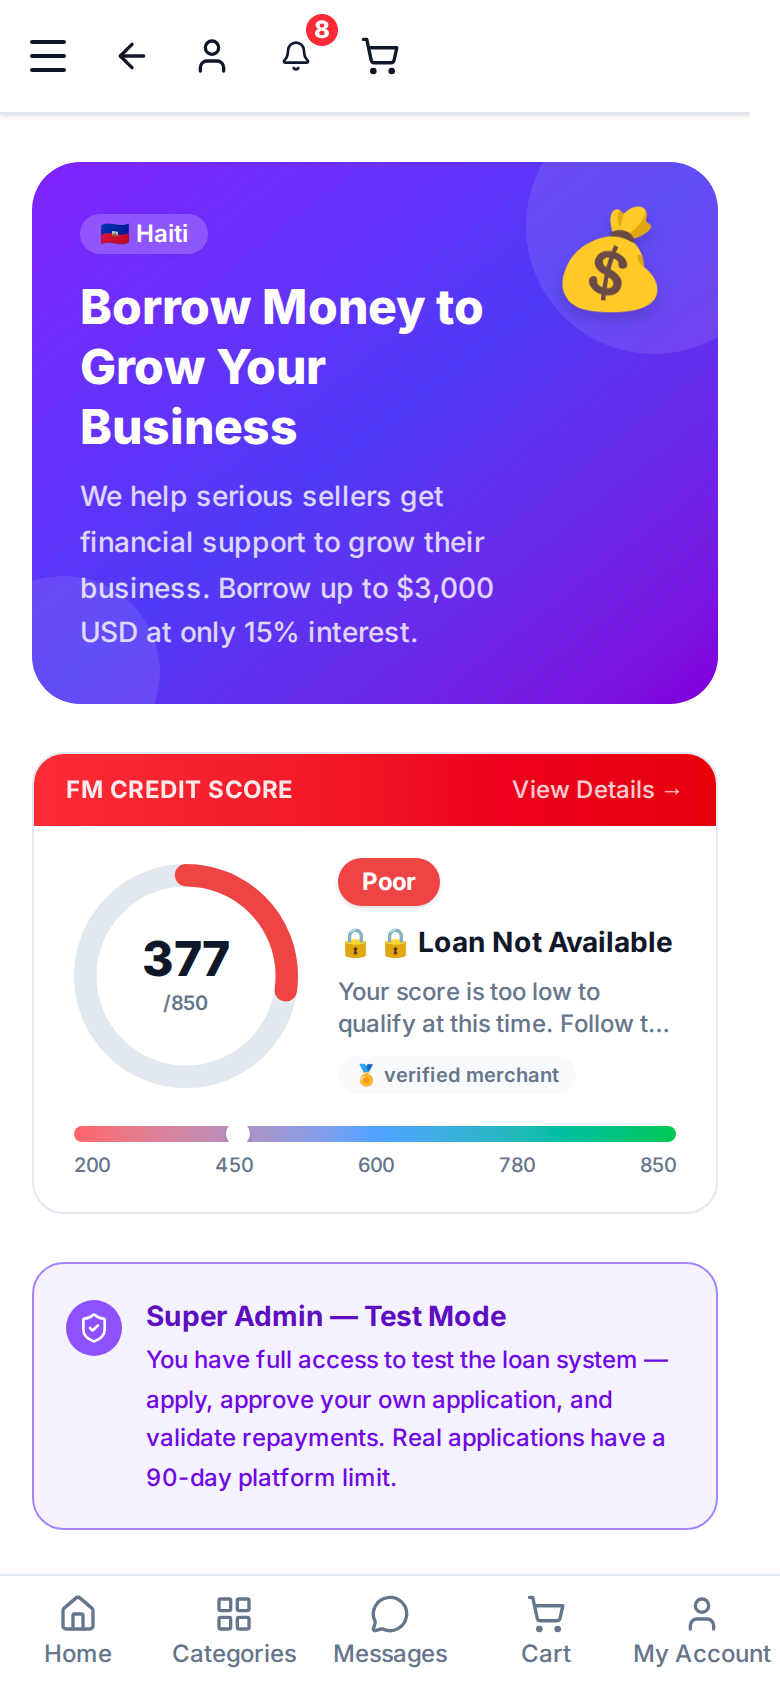 8
🇭🇹 Haiti
Borrow Money to
Grow Your
Business
We help serious sellers get
financial support to grow their
business. Borrow up to $3,000
USD at only 15% interest.
FM CREDIT SCORE
View Details →
377
/850
Poor
🔒 🔒 Loan Not Available
Your score is too low to
qualify at this time. Follow t...
🏅 verified merchant
200 450 600 780 850
Super Admin — Test Mode
You have full access to test the loan system —
apply, approve your own application, and
validate repayments. Real applications have a
90-day platform limit.
Home Categories Messages Cart My Account